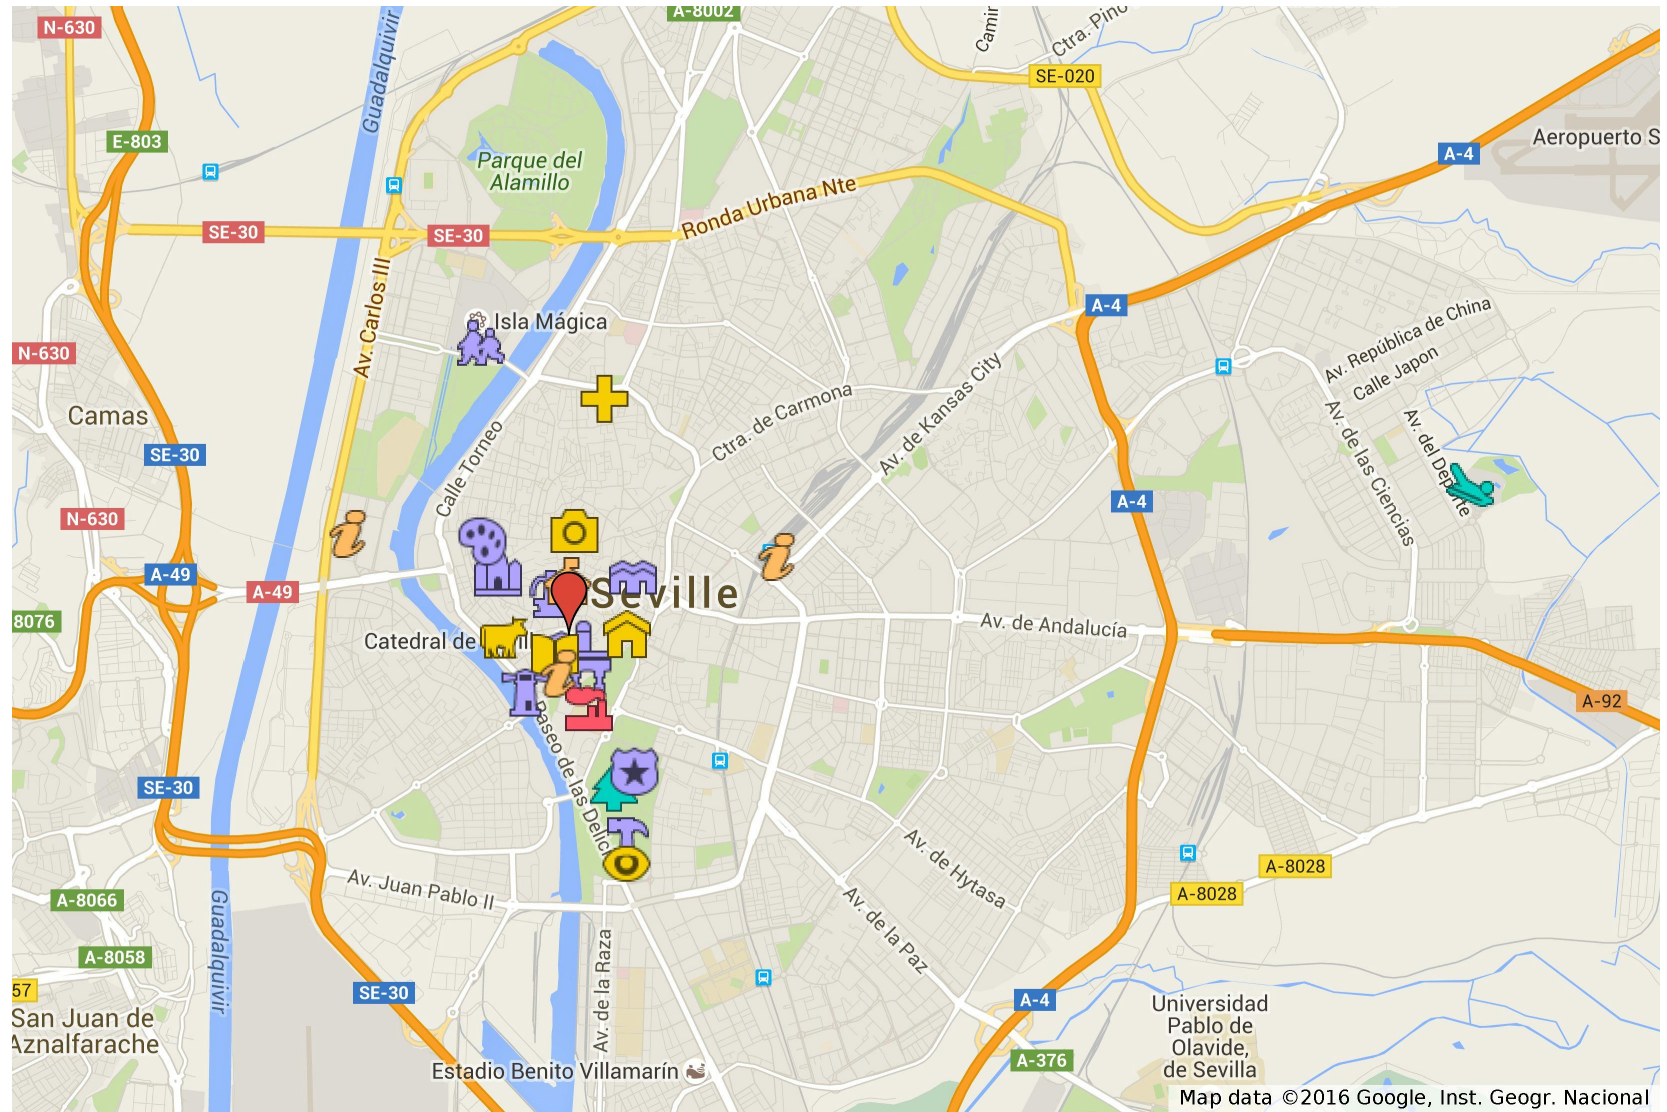 A-8002
N-630
Guadalquivir
Ctra. Pino
SE-020
E-803
A-4
Aeropuerto S
Parque del
Alamillo
Ronda Urbana Nte
SE-30
SE-30
Av. Carlos III
A-4
Av. República de China
Isla Mágica
N-630
Calle Japon
Camas
Ctra. de Carmona
Av. de Kansas City
Av. del Deporte
Av. de las Ciencias
SE-30
Calle Torneo
A-4
N-630
A-49
A-49
Seville
8076
Av. de Andalucía
Catedral de
A-92
Paseo de las Delic
SE-30
Av. Juan Pablo II
Av. de Hytasa
A-8028
A-8028
A-8066
Guadalquivir
Av. de la Paz
A-8058
57
SE-30
Av. de la Raza
A-4
Universidad
Pablo de
Olavide,
de Sevilla
San Juan de
Aznalfarache
Estadio Benito Villamarín
A-376
Map data ©2016 Google, Inst. Geogr. Nacional